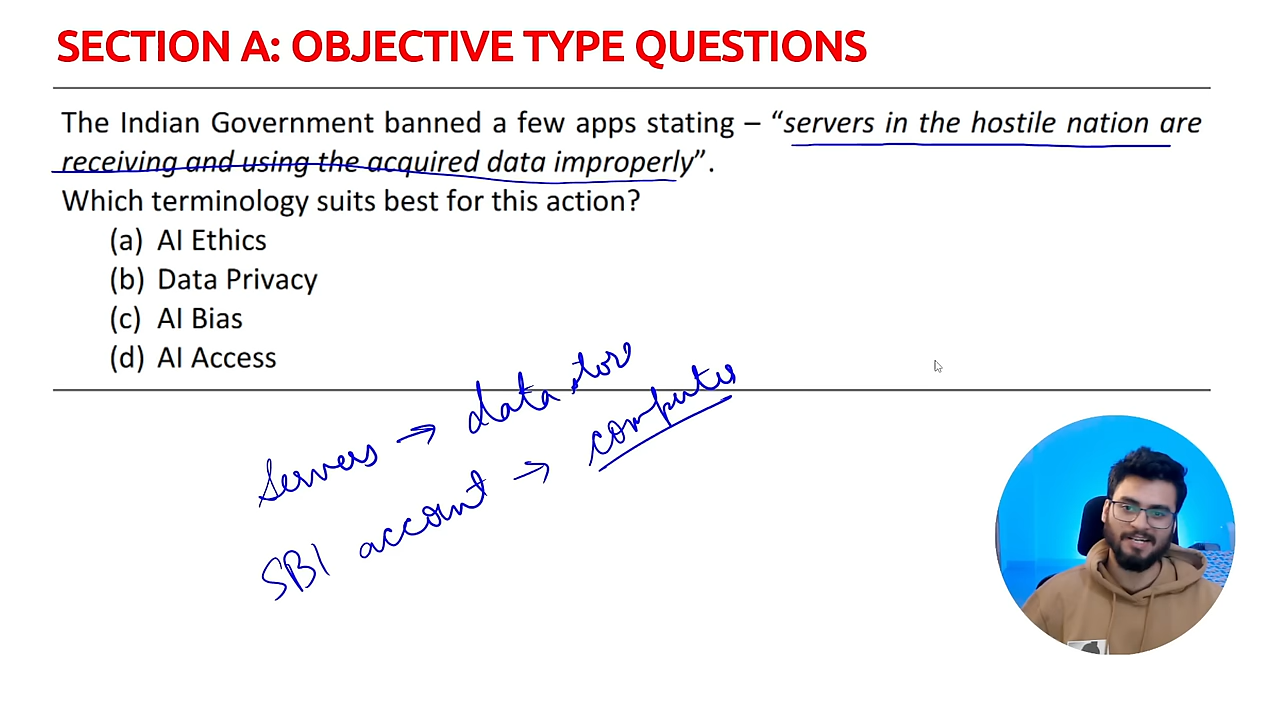 SECTION A: OBJECTIVE TYPE QUESTIONS
The Indian Government banned a few apps stating – “servers in the hostile nation are
receiving and using the acquired data improperly”.
Which terminology suits best for this action?
(a) AI Ethics
(b) Data Privacy
(c) AI Bias
(d) AI Access
Servers → data
SBI account → computer